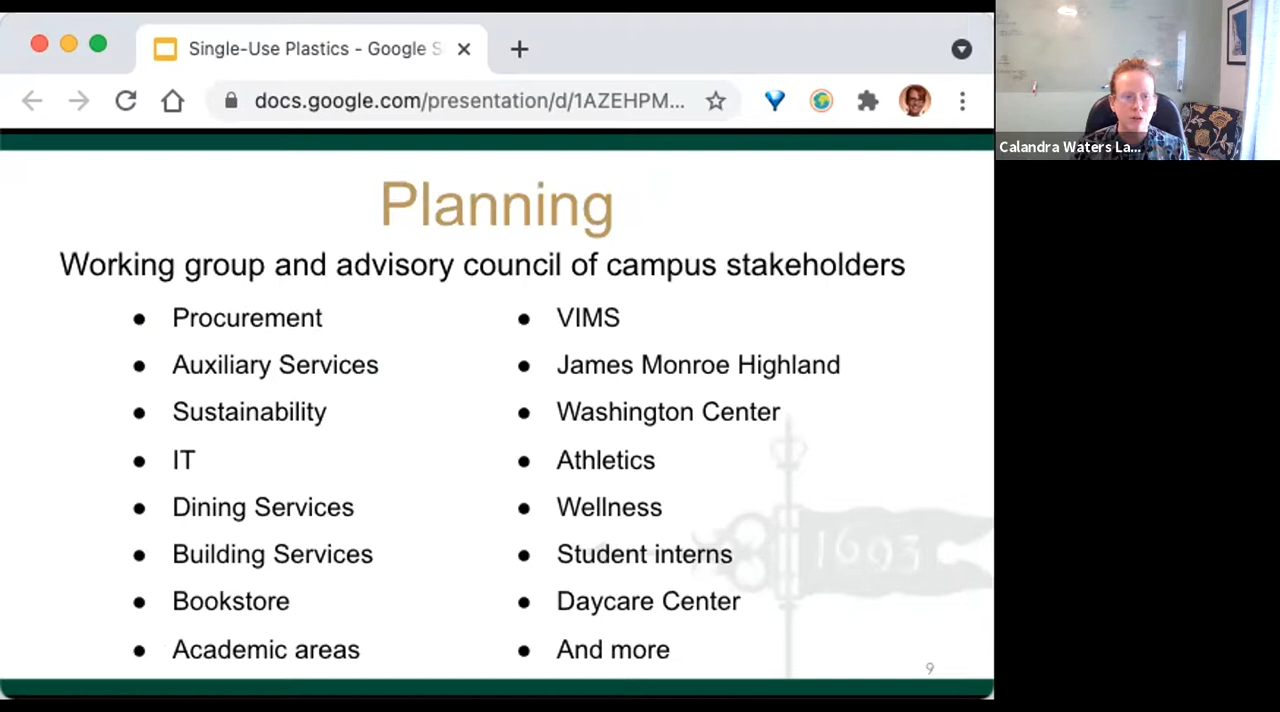 Single-Use Plastics - Google S
docs.google.com/presentation/d/1AZEHPM...
Calandra Waters La...
Planning
Working group and advisory council of campus stakeholders
Procurement
Auxiliary Services
Sustainability
IT
Dining Services
Building Services
Bookstore
Academic areas
VIMS
James Monroe Highland
Washington Center
Athletics
Wellness
Student interns
Daycare Center
And more
1693
9